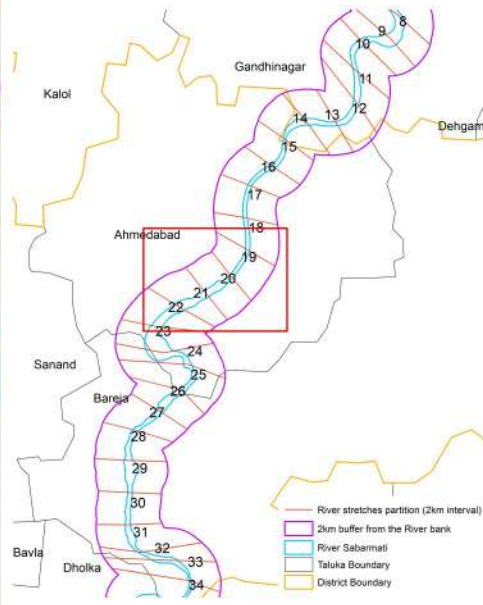 8
9
10
Gandhinagar
11
Kalol
12
13
14
Dehgam
15
16
17
18
Ahmedabad
19
20
21
22
23
24
Sanand
25
26
Bareja
27
28
29
River stretches partition (2km interval)
30
2km buffer from the River bank
31
River Sabarmati
32
Bavla
Taluka Boundary
33
Dholka
District Boundary
34